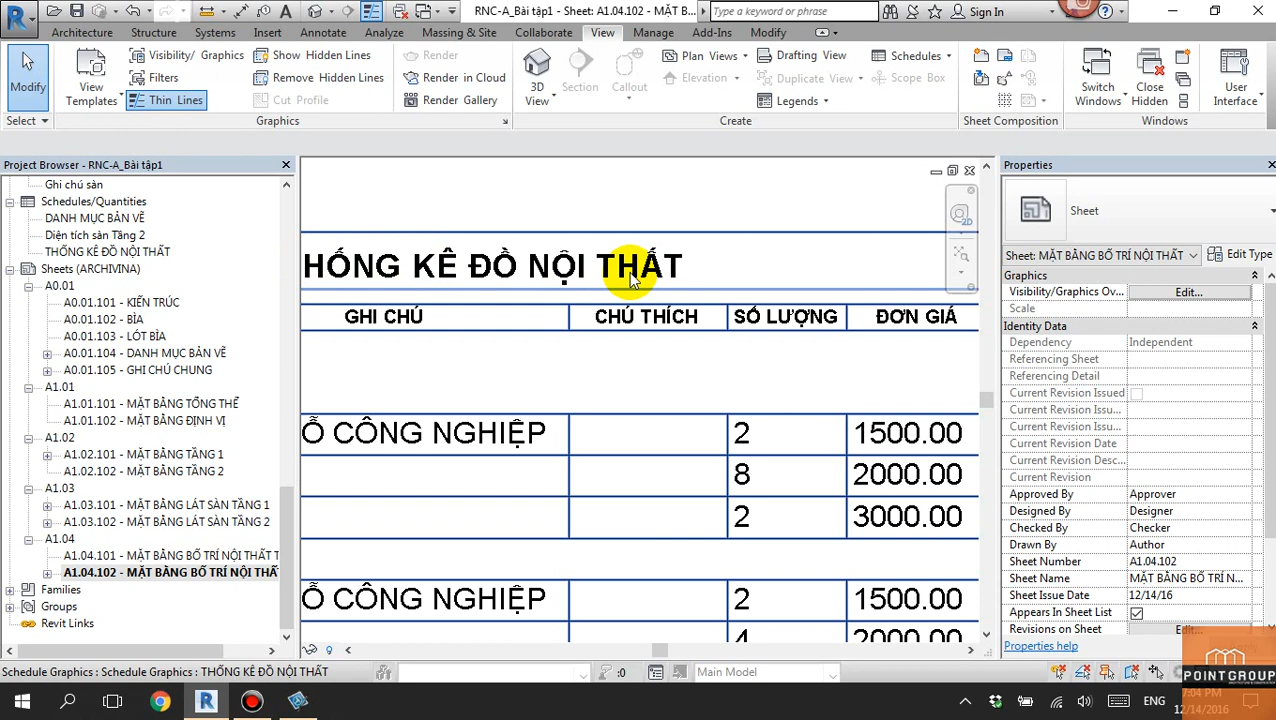 RNC-A_Bài tập1 - Sheet: A1.04.102 - MẶT B...
Type a keyword or phrase
Sign In
Architecture Structure Systems Insert Annotate Analyze Massing & Site Collaborate View Manage Add-Ins Modify
Modify
Select
View
Templates
Visibility/ Graphics
Filters
Thin Lines
Show Hidden Lines
Remove Hidden Lines
Cut Profile
Graphics
Render
Render in Cloud
Render Gallery
3D
View
Section
Callout
Plan Views
Elevation
Drafting View
Duplicate View
Legends
Schedules
Scope Box
Create
Sheet Composition
Switch
Windows
Close
Hidden
Windows
User
Interface
Project Browser - RNC-A_Bài tập1
Ghi chú sàn
Schedules/Quantities
DANH MỤC BẢN VẼ
Diện tích sàn Tầng 2
THỐNG KÊ ĐỒ NỘI THẤT
Sheets (ARCHIVINA)
A0.01
A0.01.101 - KIẾN TRÚC
A0.01.102 - BÌA
A0.01.103 - LÓT BÌA
A0.01.104 - DANH MỤC BẢN VẼ
A0.01.105 - GHI CHÚ CHUNG
A1.01
A1.01.101 - MẶT BẰNG TỔNG THỂ
A1.01.102 - MẶT BẰNG ĐỊNH VỊ
A1.02
A1.02.101 - MẶT BẰNG TẦNG 1
A1.02.102 - MẶT BẰNG TẦNG 2
A1.03
A1.03.101 - MẶT BẰNG LÁT SÀN TẦNG 1
A1.03.102 - MẶT BẰNG LÁT SÀN TẦNG 2
A1.04
A1.04.101 - MẶT BẰNG BỐ TRÍ NỘI THẤT T
A1.04.102 - MẶT BẰNG BỐ TRÍ NỘI THẤ
Families
Groups
Revit Links
2D
HỐNG KÊ ĐỒ NỘI THẤT
GHI CHÚ CHÚ THÍCH SỐ LƯỢNG ĐƠN GIÁ
Ỗ CÔNG NGHIỆP 2 1500.00
8 2000.00
2 3000.00
Ỗ CÔNG NGHIỆP 2 1500.00
4 2000.00
Properties
Sheet
Sheet: MẶT BẰNG BỐ TRÍ NỘI THẤT
Edit Type
Graphics
Visibility/Graphics Ov... Edit...
Scale
Identity Data
Dependency Independent
Referencing Sheet
Referencing Detail
Current Revision Issued
Current Revision Issu...
Current Revision Issu...
Current Revision Date
Current Revision Desc...
Current Revision
Approved By Approver
Designed By Designer
Checked By Checker
Drawn By Author
Sheet Number A1.04.102
Sheet Name MẶT BẰNG BỐ TRÍ N...
Sheet Issue Date 12/14/16
Appears In Sheet List
Revisions on Sheet Edit...
Properties help
Schedule Graphics : Schedule Graphics : THỐNG KÊ ĐỒ NỘI THẤT
:0
Main Model
POINTGROUP
ENG
7:04 PM
12/14/2016